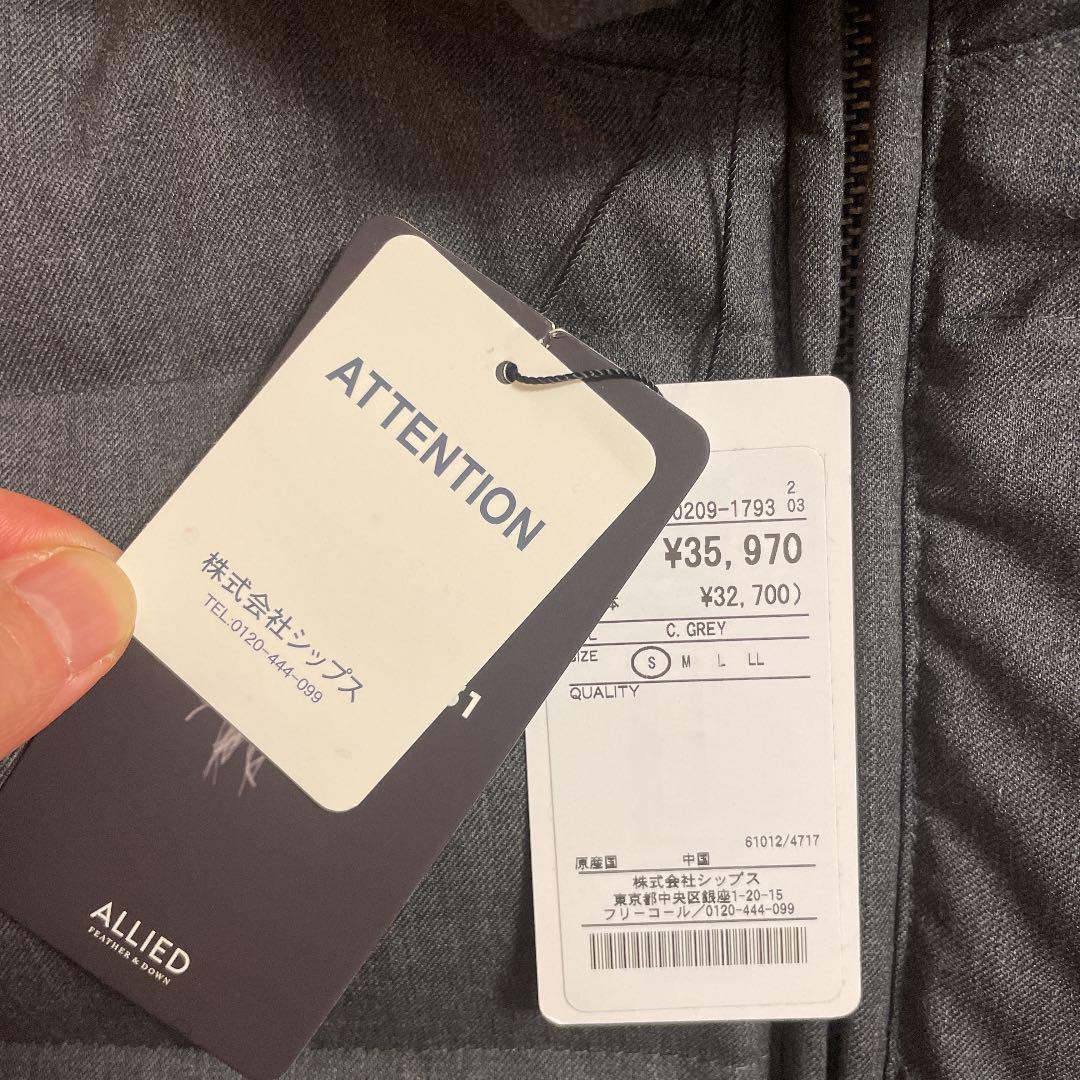 ATTENTION
株式会社シップス
TEL:0120-444-099
ALLIED
FEATHER & DOWN
0209-1793
2
03
¥35,970
体 ¥32,700)
C. GREY
SIZE S M L LL
QUALITY
61012/4717
原産国 中国
株式会社シップス
東京都中央区銀座1-20-15
フリーコール/0120-444-099